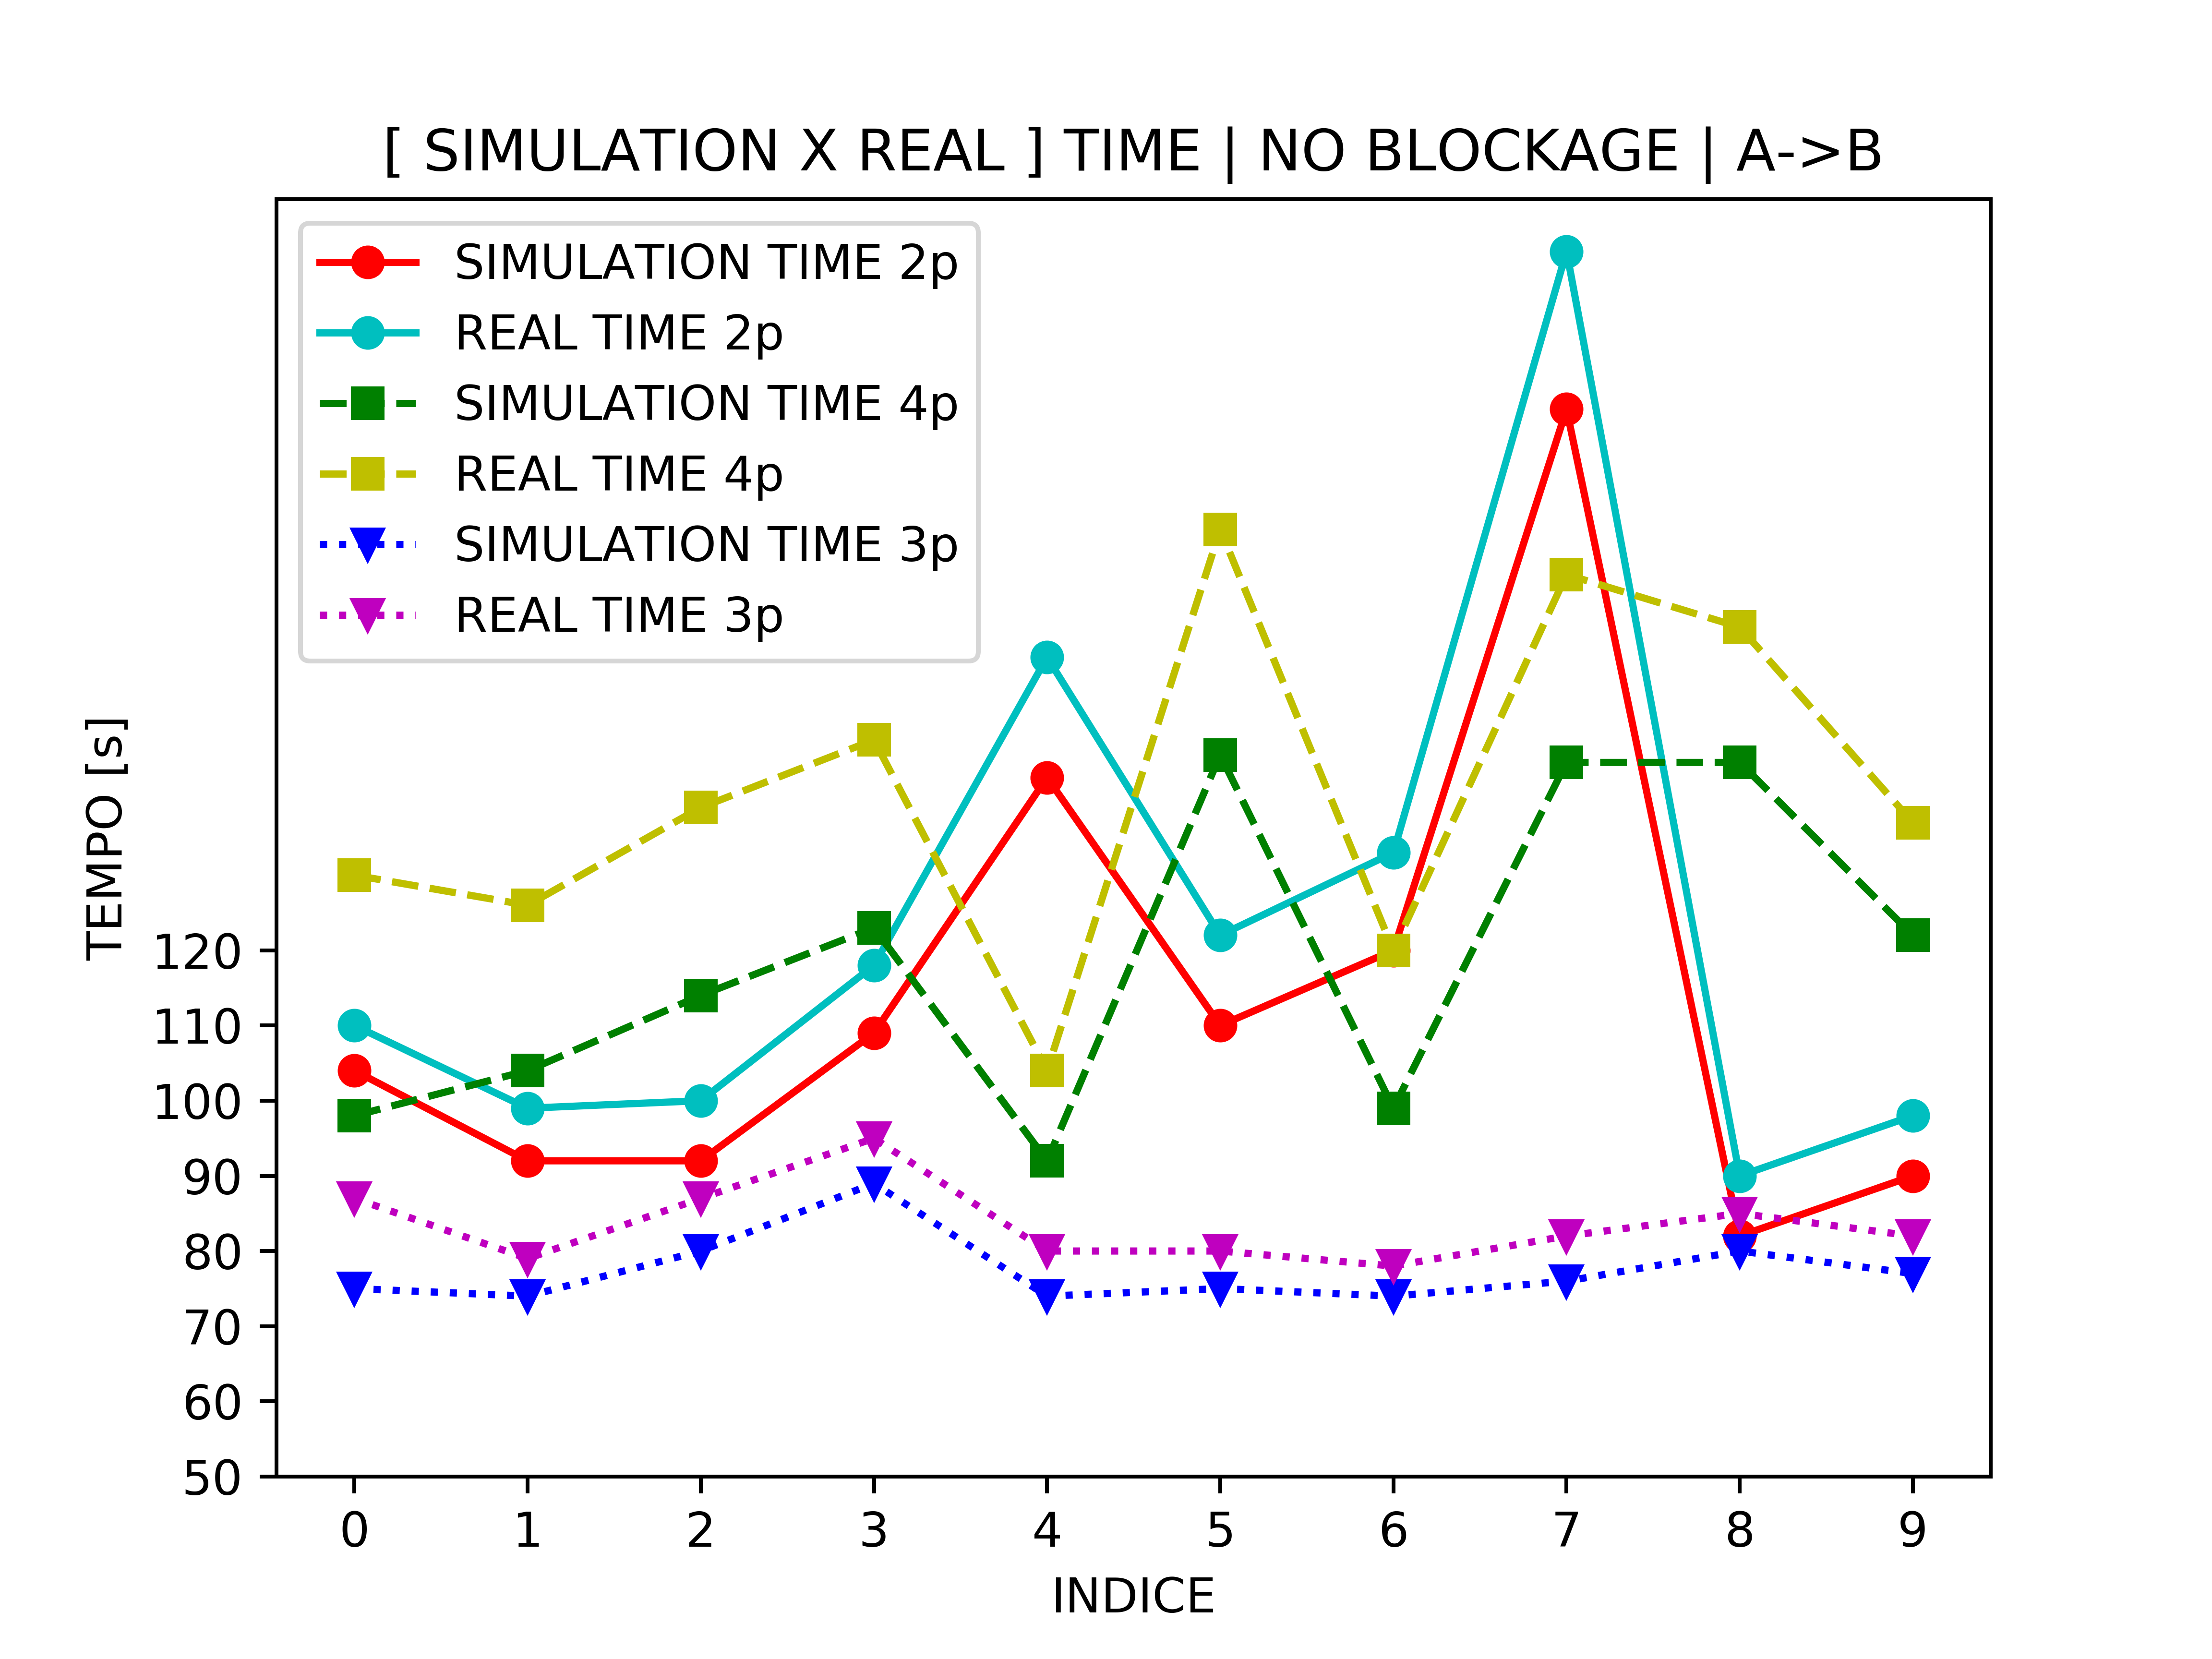 [ SIMULATION X REAL ] TIME | NO BLOCKAGE | A->B
SIMULATION TIME 2p
REAL TIME 2p
SIMULATION TIME 4p
REAL TIME 4p
SIMULATION TIME 3p
REAL TIME 3p
TEMPO [s]
120
110
100
90
80
70
60
50
0 1 2 3 4 5 6 7 8 9
INDICE